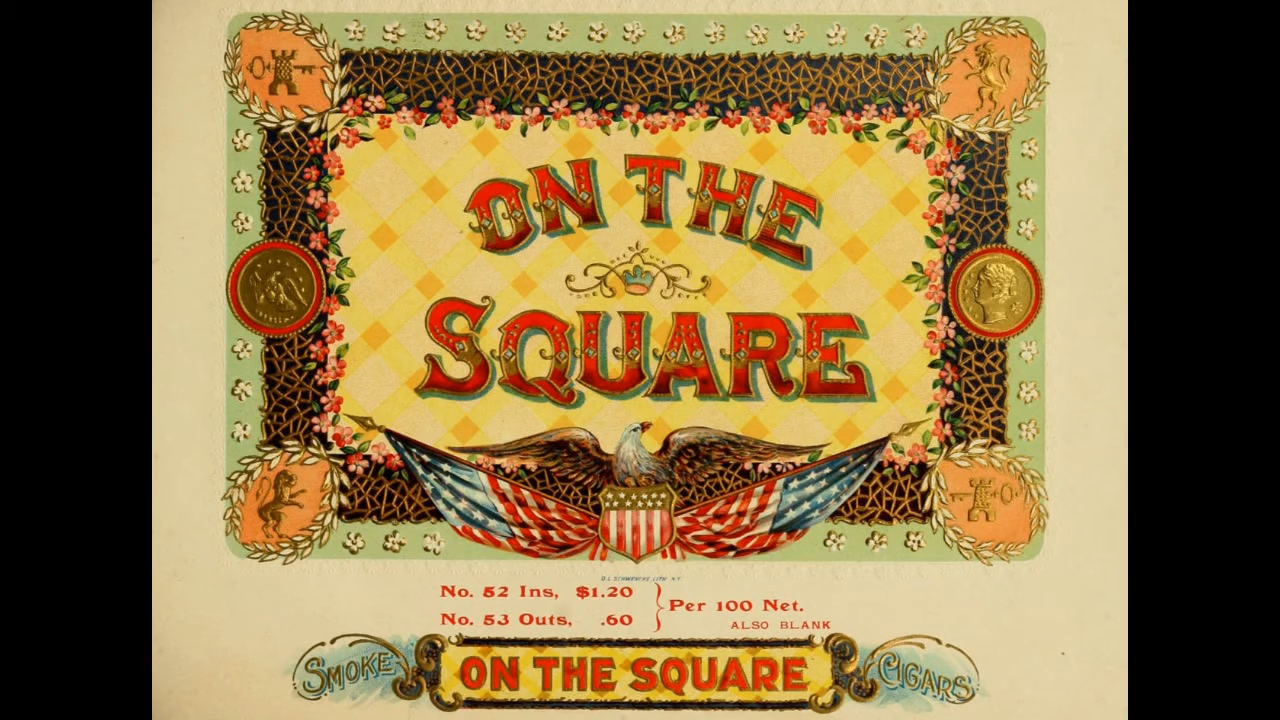 ON THE
SQUARE
No. 52 Ins, $1.20
No. 53 Outs, .60
Per 100 Net.
ALSO BLANK
SMOKE ON THE SQUARE CIGARS